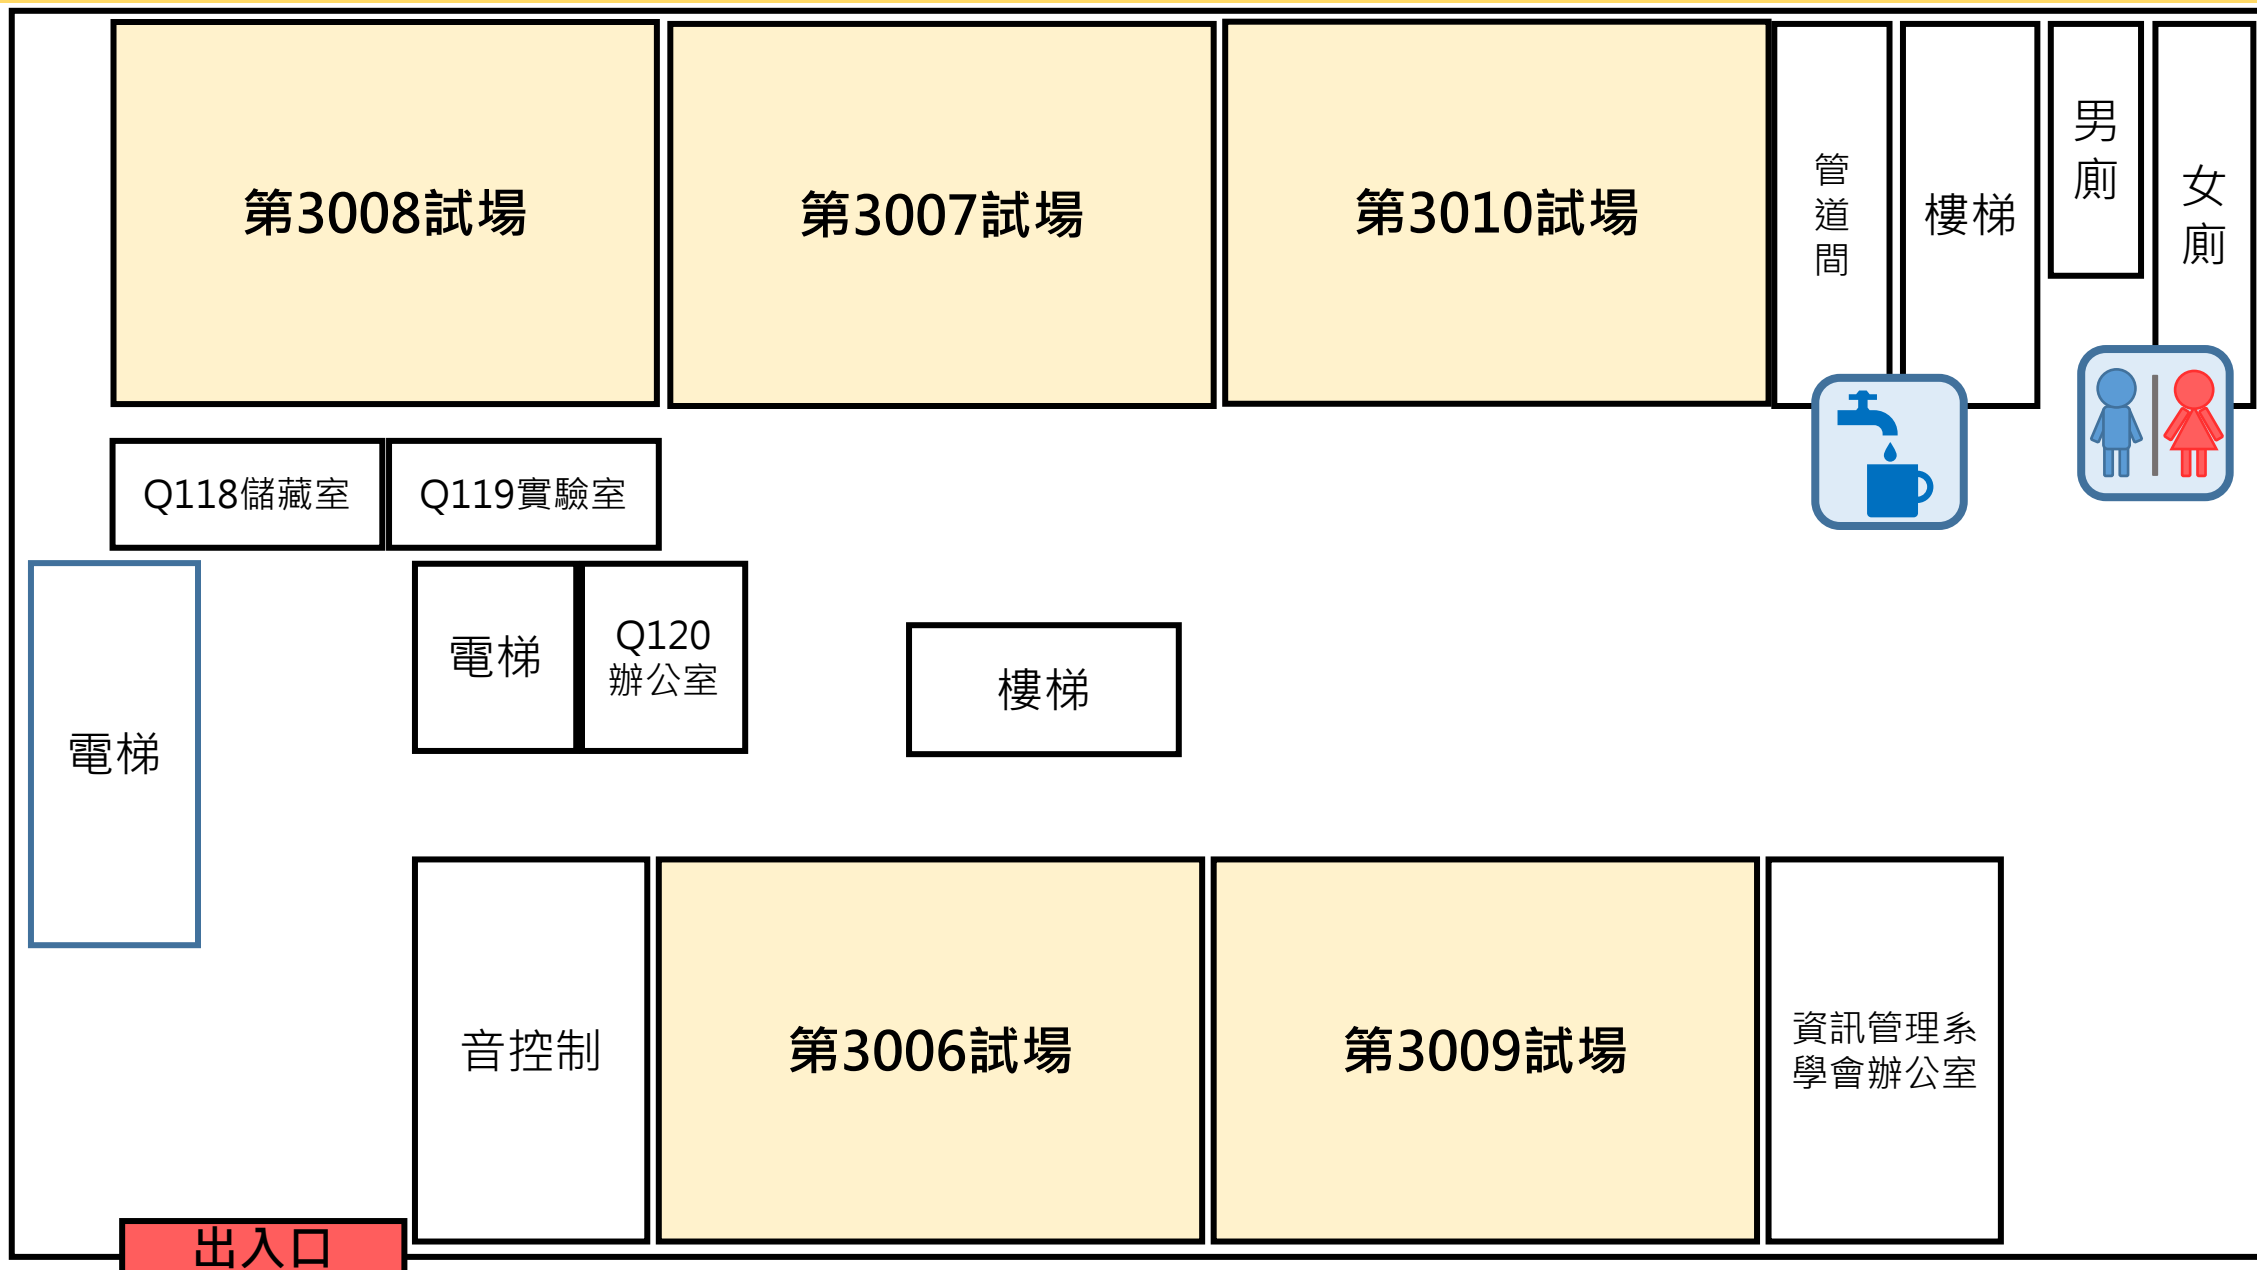 第3008試場
第3007試場
第3010試場
管
道
間
樓梯
男
廁
女
廁
Q118儲藏室
Q119實驗室
電梯
電梯
Q120
辦公室
樓梯
音控制
第3006試場
第3009試場
資訊管理系
學會辦公室
出入口